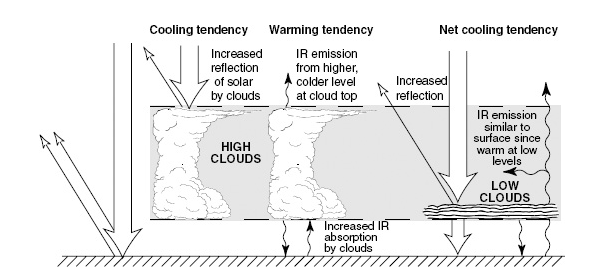 Cooling tendency
Increased
reflection
of solar
by clouds
Warming tendency
IR emission
from higher,
colder level
at cloud top
Net cooling tendency
Increased
reflection
IR emission
similar to
surface since
warm at low
levels
HIGH
CLOUDS
LOW
CLOUDS
Increased IR
absorption
by clouds